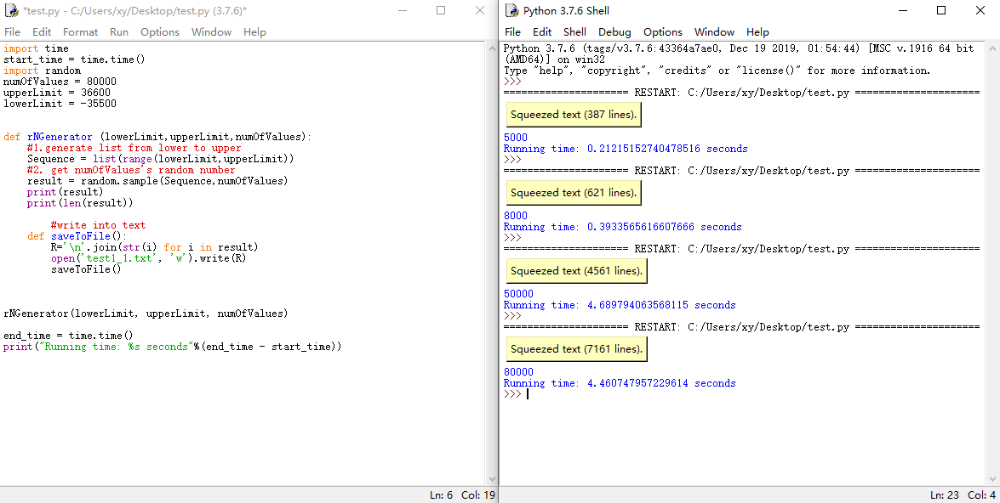 *test.py - C:/Users/xy/Desktop/test.py (3.7.6)*
File Edit Format Run Options Window Help
import time
start_time = time.time()
import random
numOfValues = 80000
upperLimit = 36600
lowerLimit = -35500
def rNGenerator (lowerLimit,upperLimit,numOfValues):
    #1.generate list from lower to upper
    Sequence = list(range(lowerLimit,upperLimit))
    #2. get numOfValues's random number
    result = random.sample(Sequence,numOfValues)
    print(result)
    print(len(result))
        #write into text
    def saveToFile():
        R='\n'.join(str(i) for i in result)
        open('test1_1.txt', 'w').write(R)
        saveToFile()
rNGenerator(lowerLimit, upperLimit, numOfValues)
end_time = time.time()
print("Running time: %s seconds"%(end_time - start_time))
Ln: 6 Col: 19
Python 3.7.6 Shell
File Edit Shell Debug Options Window Help
Python 3.7.6 (tags/v3.7.6:43364a7ae0, Dec 19 2019, 01:54:44) [MSC v.1916 64 bit
(AMD64)] on win32
Type "help", "copyright", "credits" or "license()" for more information.
>>>
===================== RESTART: C:/Users/xy/Desktop/test.py =====================
Squeezed text (387 lines).
5000
Running time: 0.21215152740478516 seconds
>>>
===================== RESTART: C:/Users/xy/Desktop/test.py =====================
Squeezed text (621 lines).
8000
Running time: 0.3933565616607666 seconds
>>>
===================== RESTART: C:/Users/xy/Desktop/test.py =====================
Squeezed text (4561 lines).
50000
Running time: 4.689794063568115 seconds
>>>
===================== RESTART: C:/Users/xy/Desktop/test.py =====================
Squeezed text (7161 lines).
80000
Running time: 4.460747957229614 seconds
>>>
Ln: 23 Col: 4